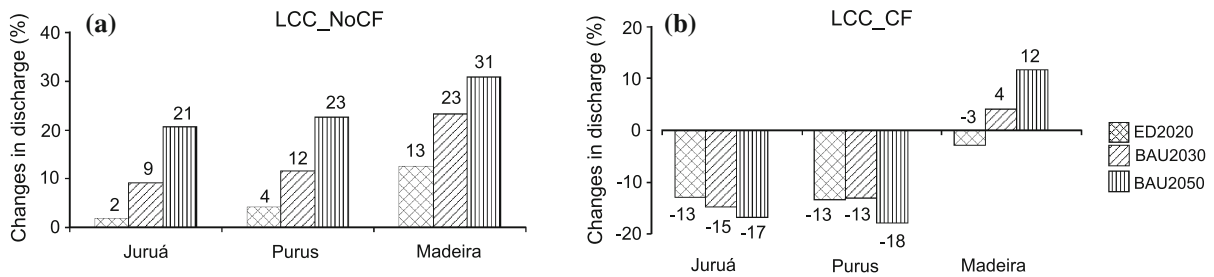 (a) LCC_NoCF
Changes in discharge (%)
40
30
20
10
0
2 9 21
4 12 23
13 23 31
Juruá Purus Madeira
(b) LCC_CF
Changes in discharge (%)
20
10
0
-10
-20
-13 -15 -17
-13 -13 -18
-3 4 12
Juruá Purus Madeira
ED2020
BAU2030
BAU2050